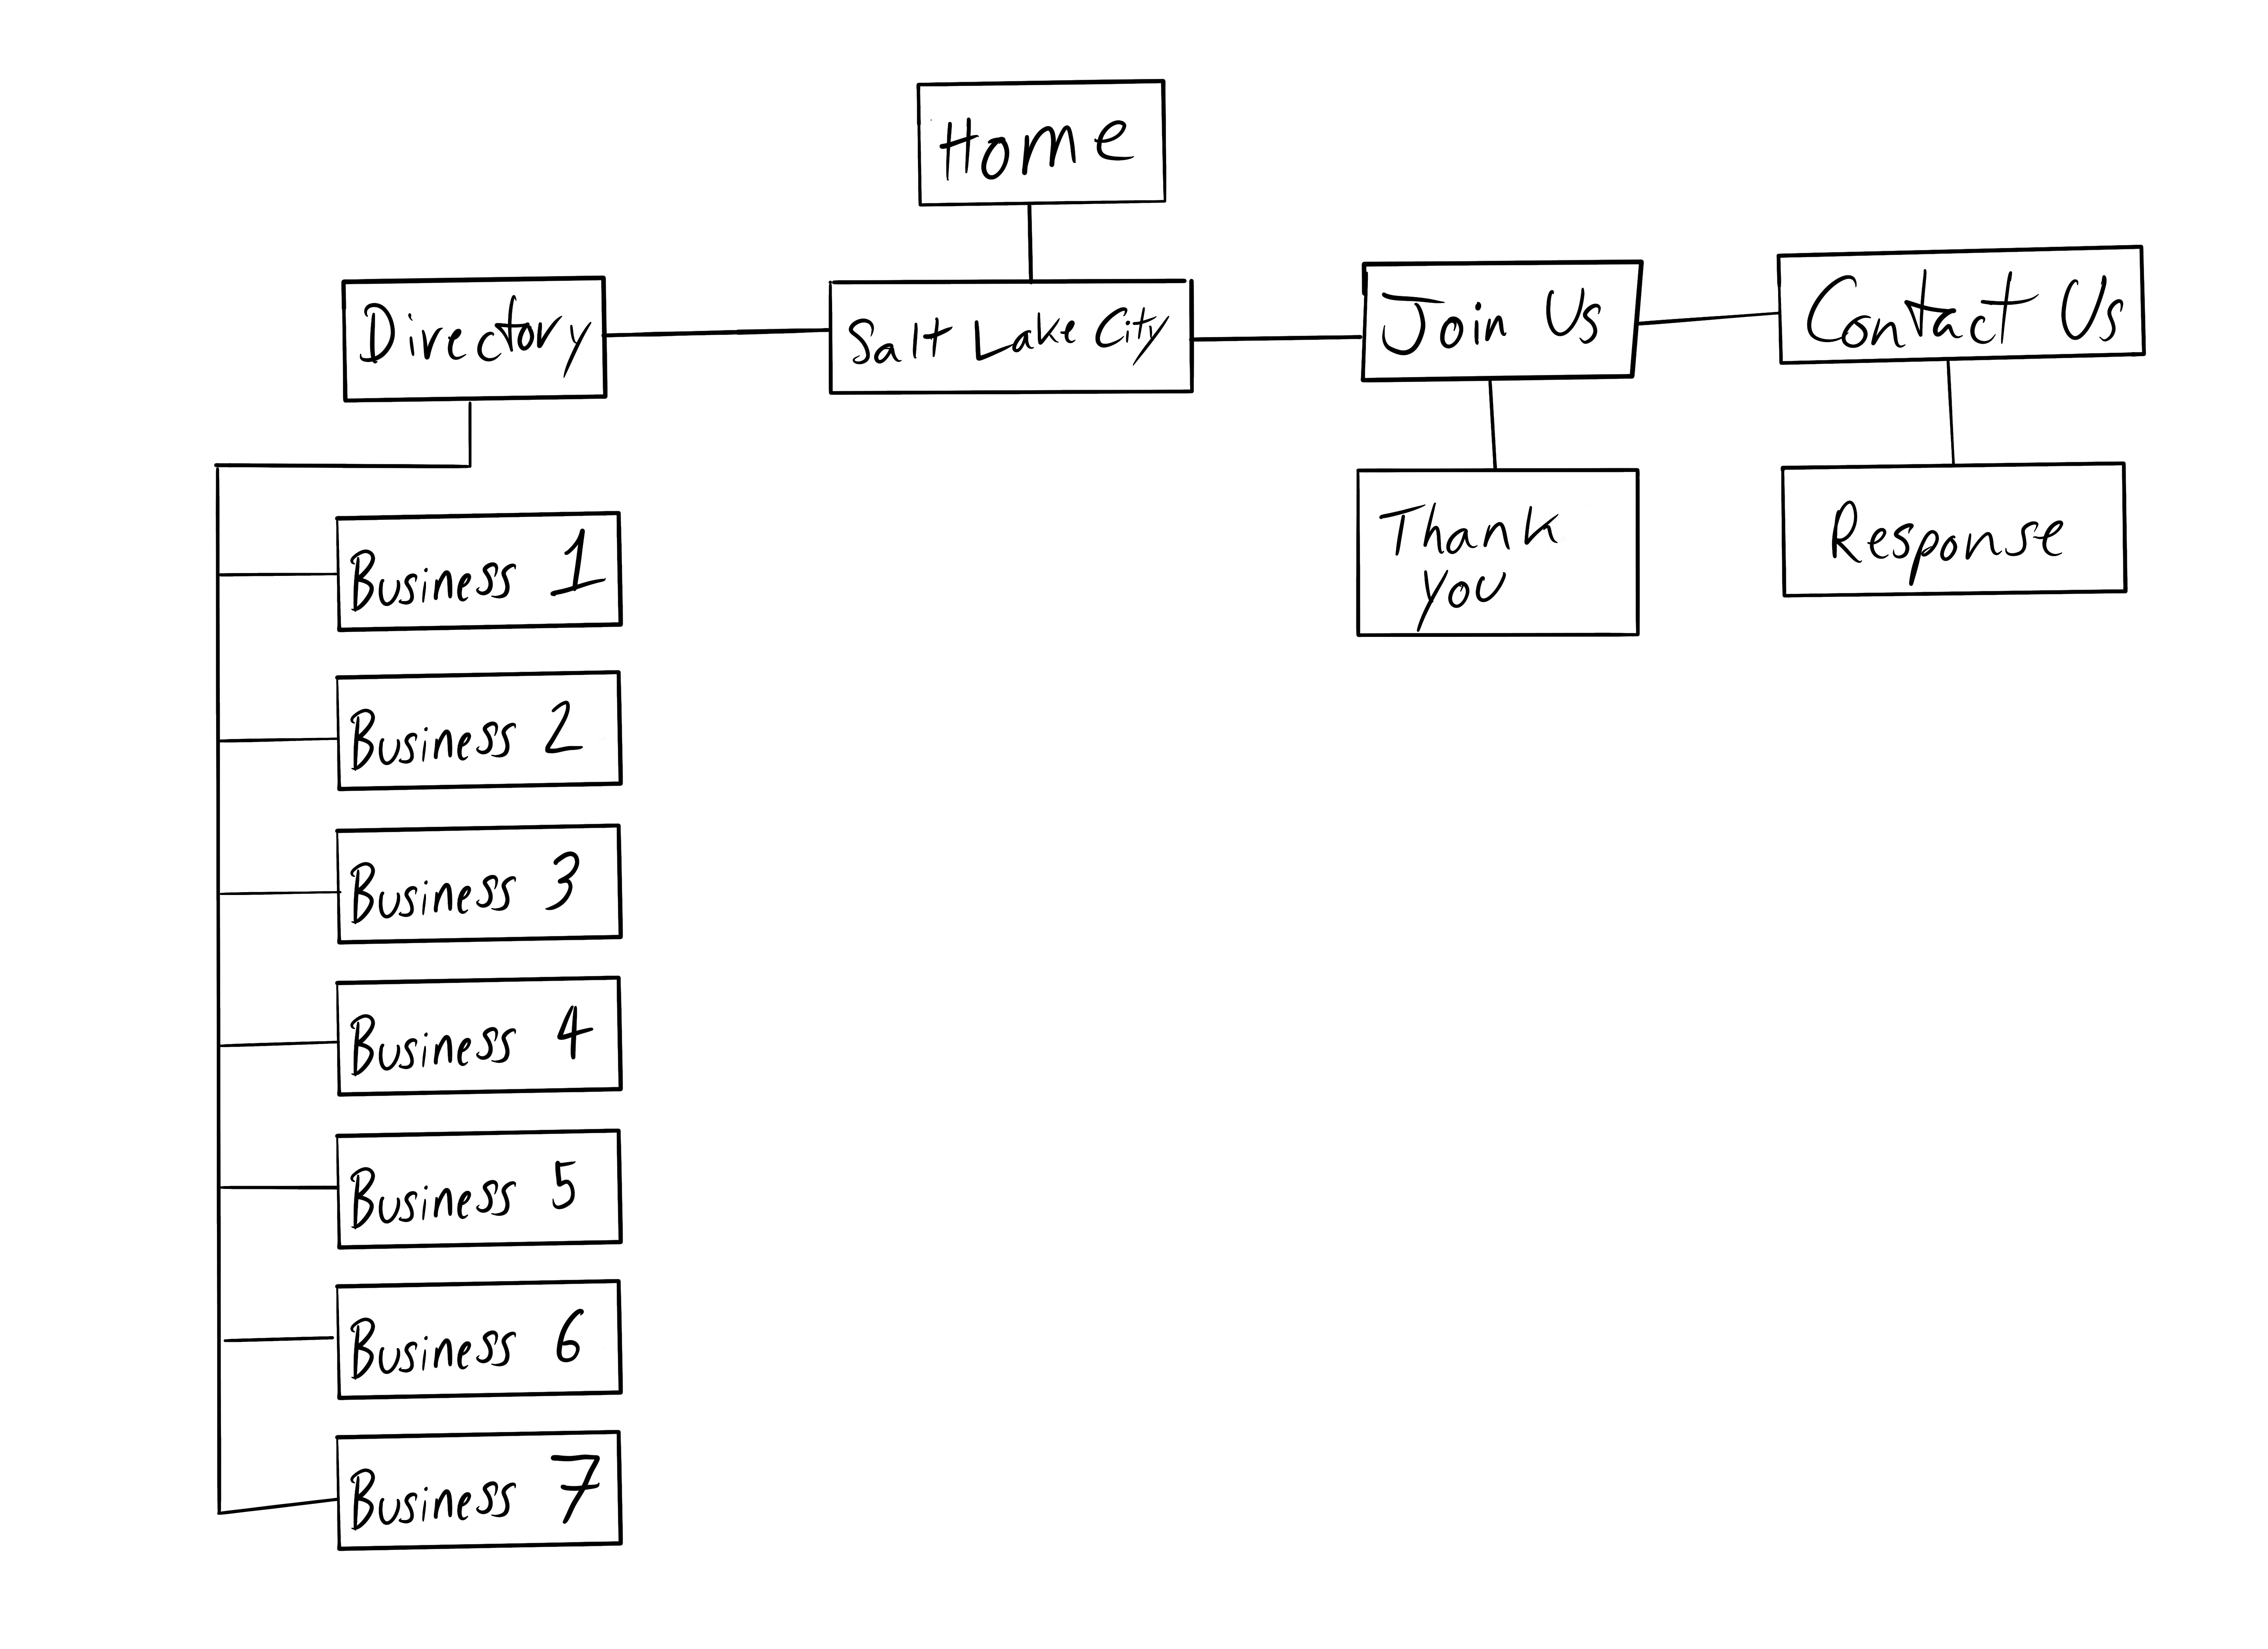 Home
Directory
Salt Lake City
Join Us
Contact Us
Thank
you
Response
Business 1
Business 2
Business 3
Business 4
Business 5
Business 6
Business 7